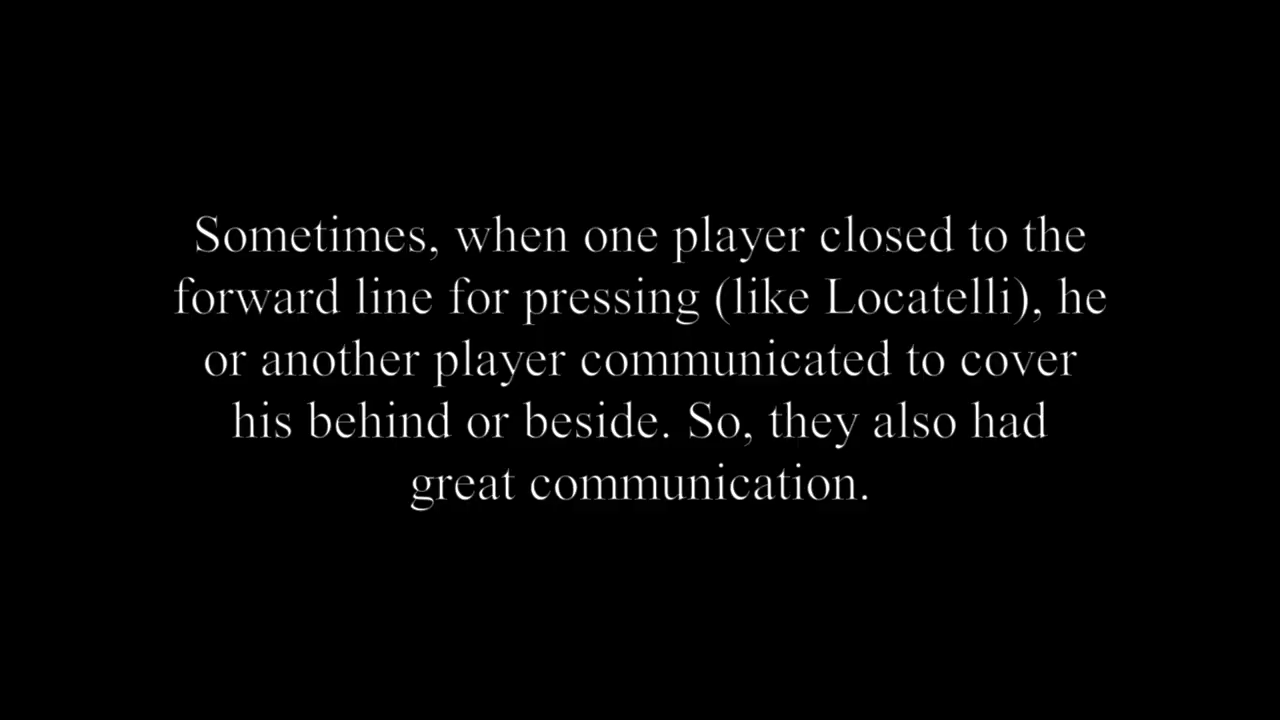 Sometimes, when one player closed to the
forward line for pressing (like Locatelli), he
or another player communicated to cover
his behind or beside. So, they also had
great communication.